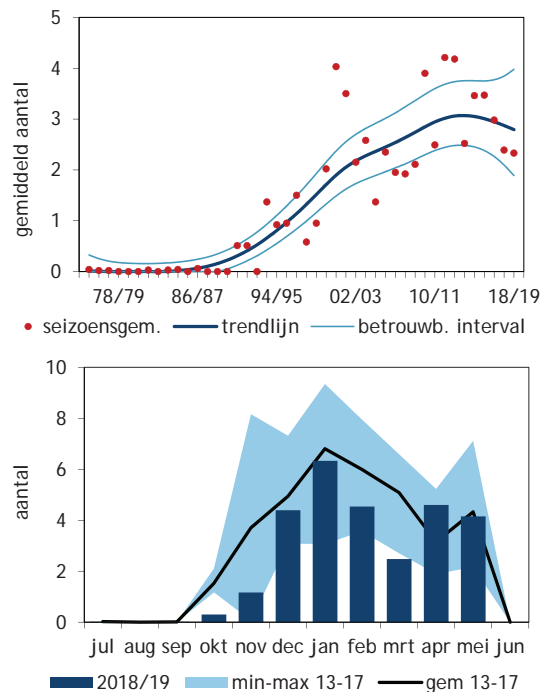 gemiddeld aantal
5
4
3
2
1
0
78/79 86/87 94/95 02/03 10/11 18/19
seizoensgem. trendlijn betrouwb. interval
aantal
10
8
6
4
2
0
jul aug sep okt nov dec jan feb mrt apr mei jun
2018/19 min-max 13-17 gem 13-17